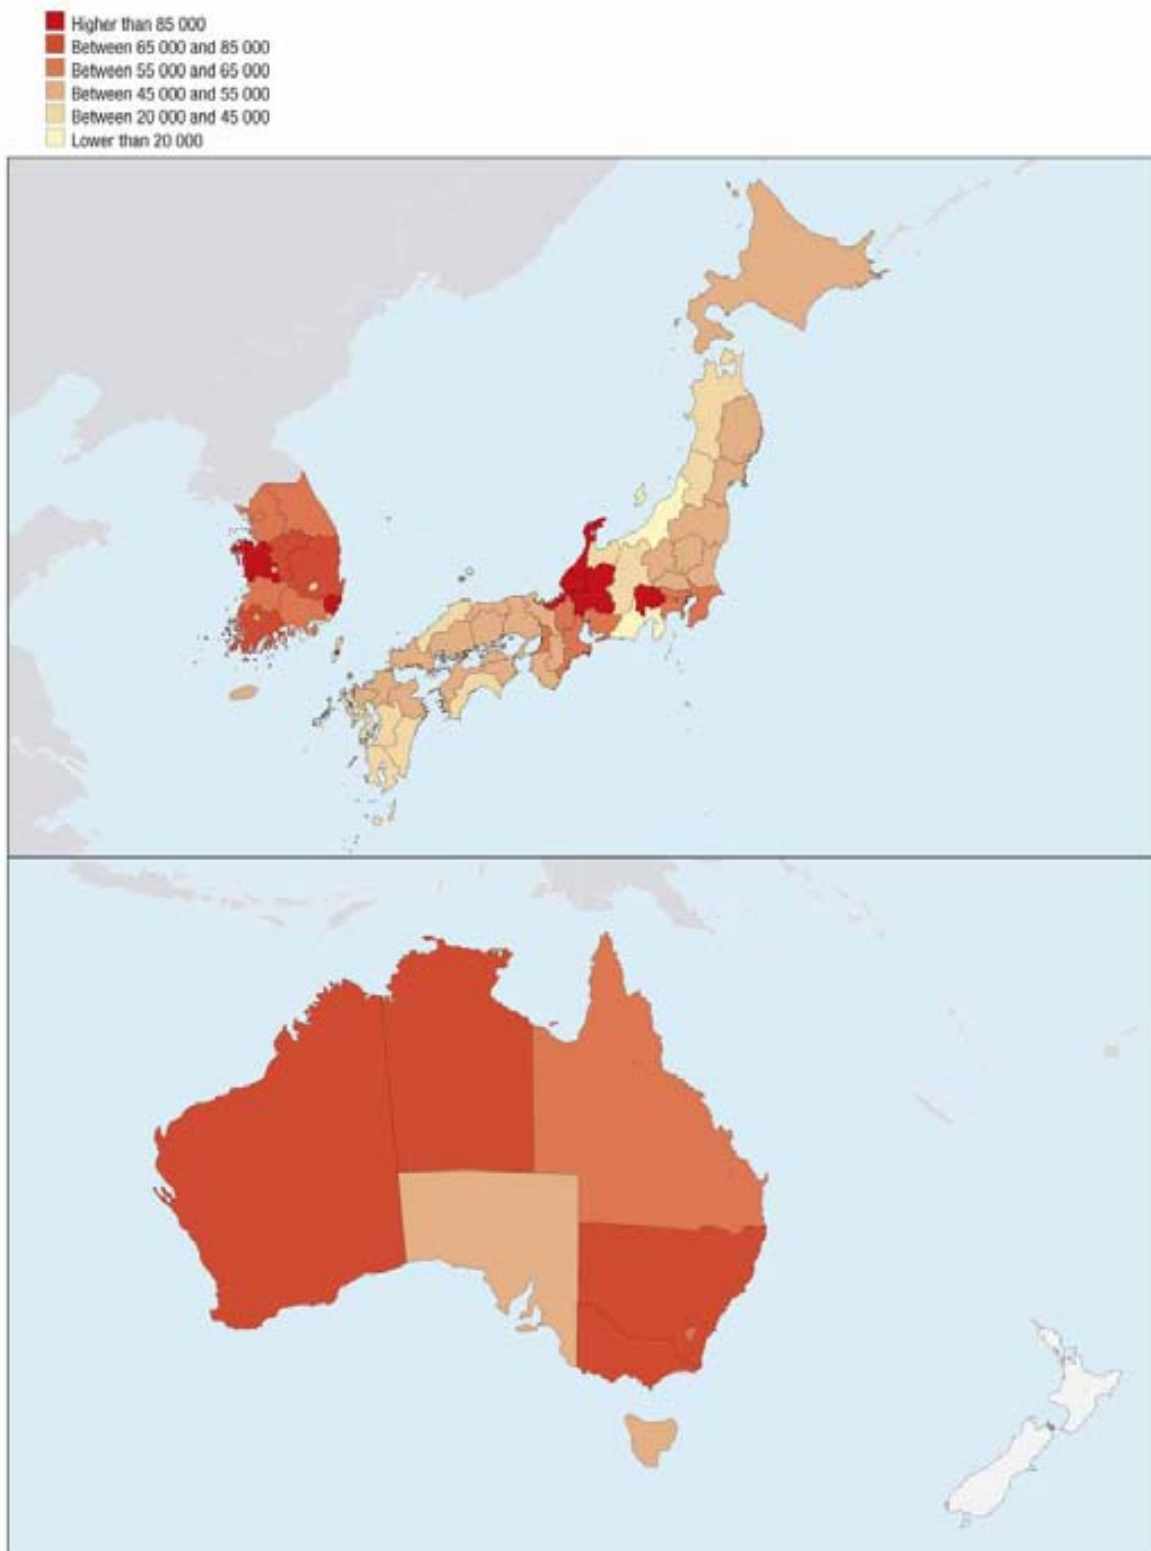 Higher than 85 000
Between 65 000 and 85 000
Between 55 000 and 65 000
Between 45 000 and 55 000
Between 20 000 and 45 000
Lower than 20 000